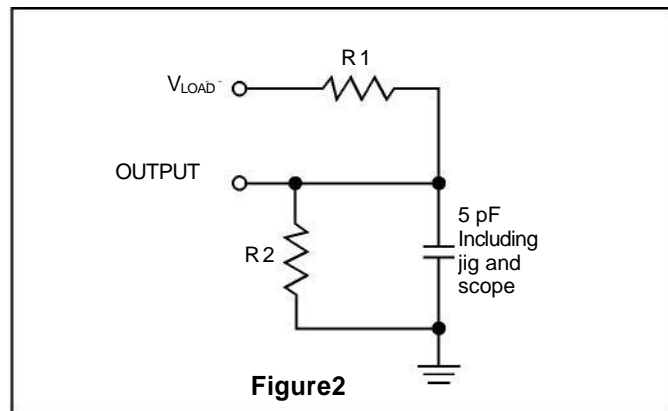 R1
VLOAD
OUTPUT
R2
5 pF
Including
jig and
scope
Figure2